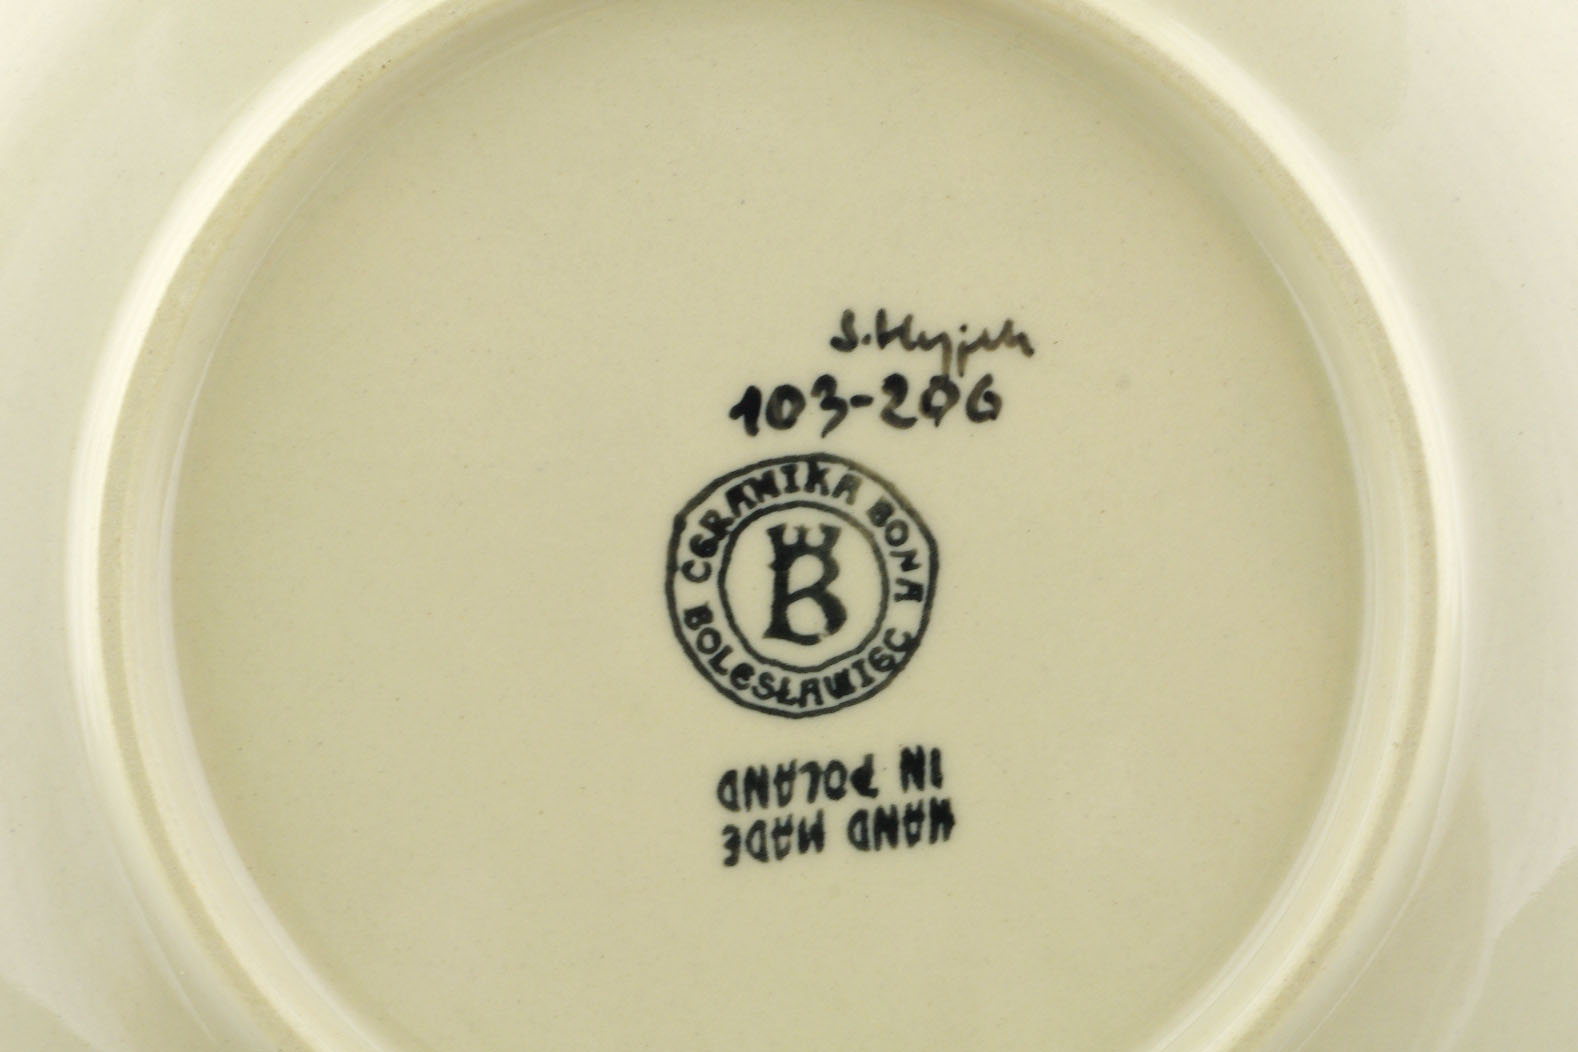 103-206
CERAMIKA BONA
BOLESŁAWIEC
B
HAND MADE
IN POLAND